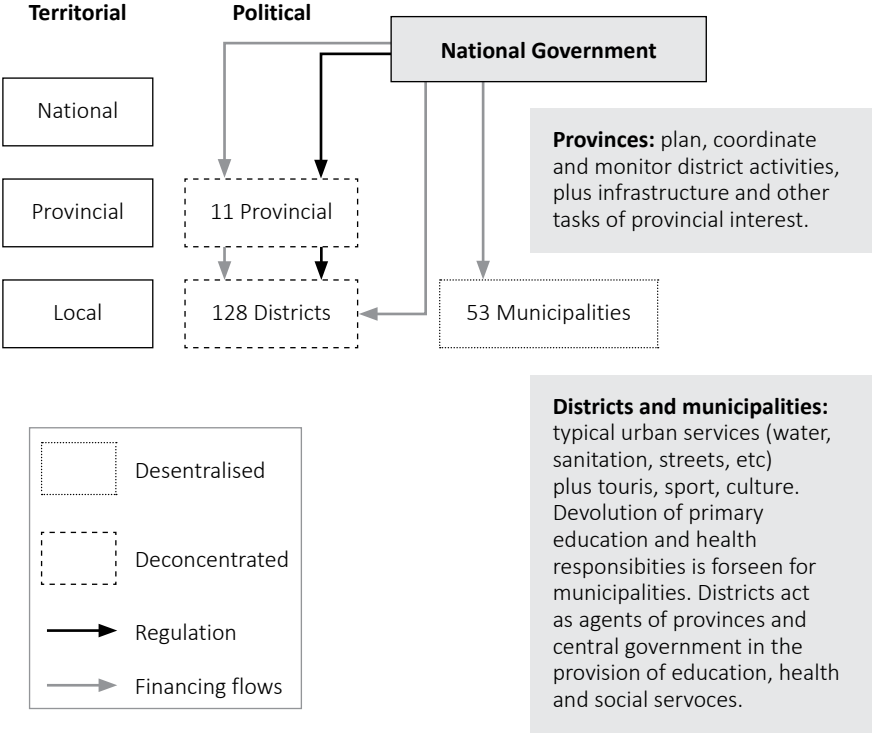 Territorial
Political
National Government
National
Provinces: plan, coordinate
and monitor district activities,
plus infrastructure and other
tasks of provincial interest.
Provincial
11 Provincial
Local
128 Districts
53 Municipalities
Districts and municipalities:
typical urban services (water,
sanitation, streets, etc)
plus touris, sport, culture.
Devolution of primary
education and health
responsibities is forseen for
municipalities. Districts act
as agents of provinces and
central government in the
provision of education, health
and social servoces.
Desentralised
Deconcentrated
Regulation
Financing flows